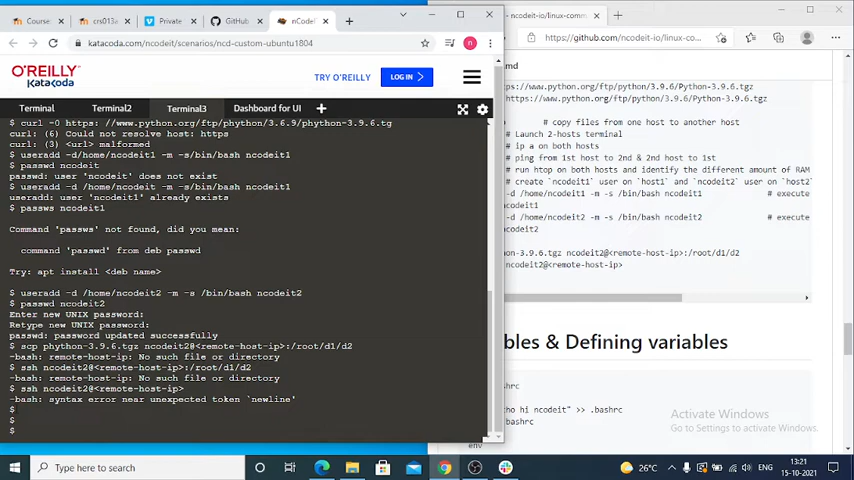 Course
crs013a
Private
GitHub
nCodeI
katacoda.com/ncodeit/scenarios/ncd-custom-ubuntu1804
n
O'REILLY
KataKoda
TRY O'REILLY
LOG IN
Terminal
Terminal2
Terminal3
Dashboard for UI
+
$ curl -O https: //www.python.org/ftp/phython/3.6.9/phython-3.9.6.tg
curl: (6) Could not resolve host: https
curl: (3) <url> malformed
$ useradd -d/home/ncodeit1 -m -s/bin/bash ncodeit1
$ passwd ncodeit
passwd: user 'ncodeit' does not exist
$ useradd -d /home/ncodeit -m -s/bin/bash ncodeit1
useradd: user 'ncodeit1' already exists
$ passws ncodeit1
Command 'passws' not found, did you mean:
command 'passwd' from deb passwd
Try: apt install <deb name>
$ useradd -d /home/ncodeit2 -m -s /bin/bash ncodeit2
$ passwd ncodeit2
Enter new UNIX password:
Retype new UNIX password:
passwd: password updated successfully
$ scp phython-3.9.6.tgz ncodeit2@<remote-host-ip>:/root/d1/d2
-bash: remote-host-ip: No such file or directory
$ ssh ncodeit2@<remote-host-ip>:/root/d1/d2
-bash: remote-host-ip: No such file or directory
$ ssh ncodeit2@<remote-host-ip>
-bash: syntax error near unexpected token `newline'
$
$
$
ncodeit-io/linux-comm
https://github.com/ncodeit-io/linux-co...
md
ttps://www.python.org/ftp/python/3.9.6/Python-3.9.6.tgz
https://www.python.org/ftp/python/3.9.6/Python-3.9.6.tgz
# copy files from one host to another host
# Launch 2-hosts terminal
# ip a on both hosts
# ping from 1st host to 2nd & 2nd host to 1st
# run htop on both hosts and identify the different amount of RAM
# create `ncodeit1` user on `host1` and `ncodeit2` user on `host2`
-d /home/ncodeit1 -m -s /bin/bash ncodeit1 # execute
deit1
-d /home/ncodeit2 -m -s /bin/bash ncodeit2 # execute
deit2
hon-3.9.6.tgz ncodeit2@<remote-host-ip>:/root/d1/d2
ncodeit2@<remote-host-ip>
bles & Defining variables
shrc
ho hi ncodeit" >> .bashrc
bashrc
env
Activate Windows
Go to Settings to activate Windows.
Type here to search
26°C
ENG
13:21
15-10-2021